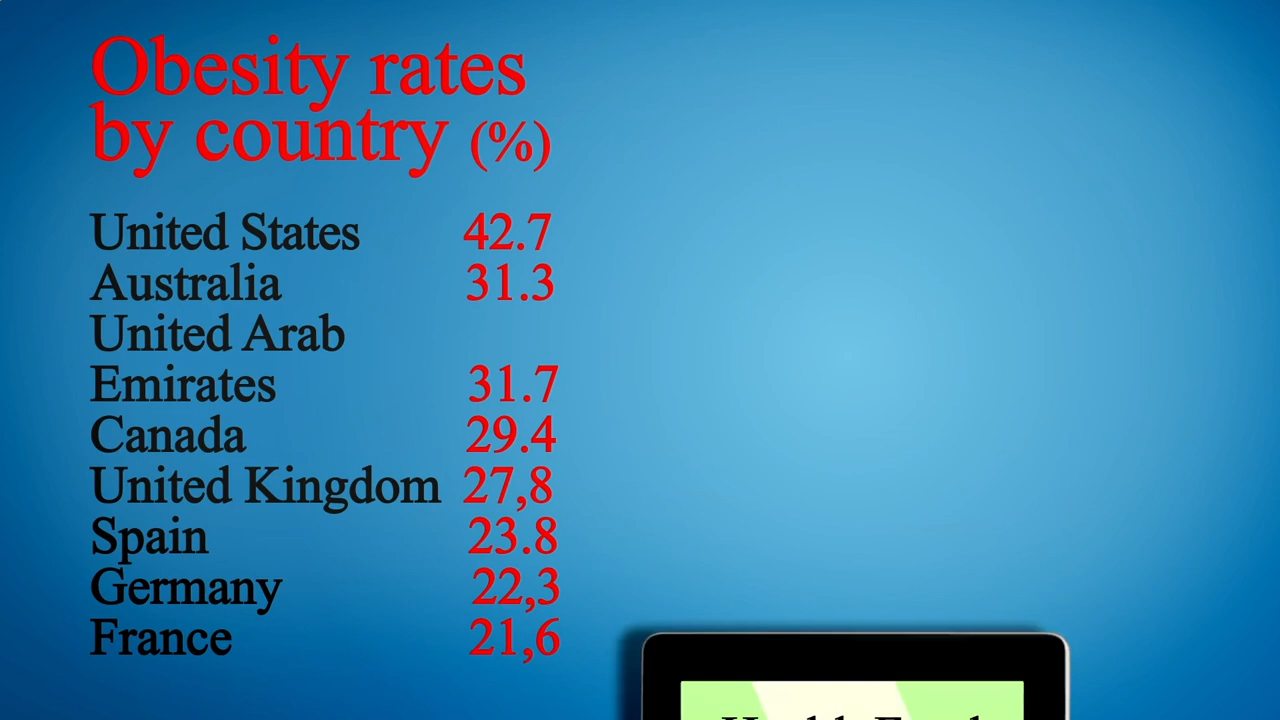 Obesity rates
by country (%)
United States 42.7
Australia 31.3
United Arab
Emirates 31.7
Canada 29.4
United Kingdom 27,8
Spain 23.8
Germany 22,3
France 21,6